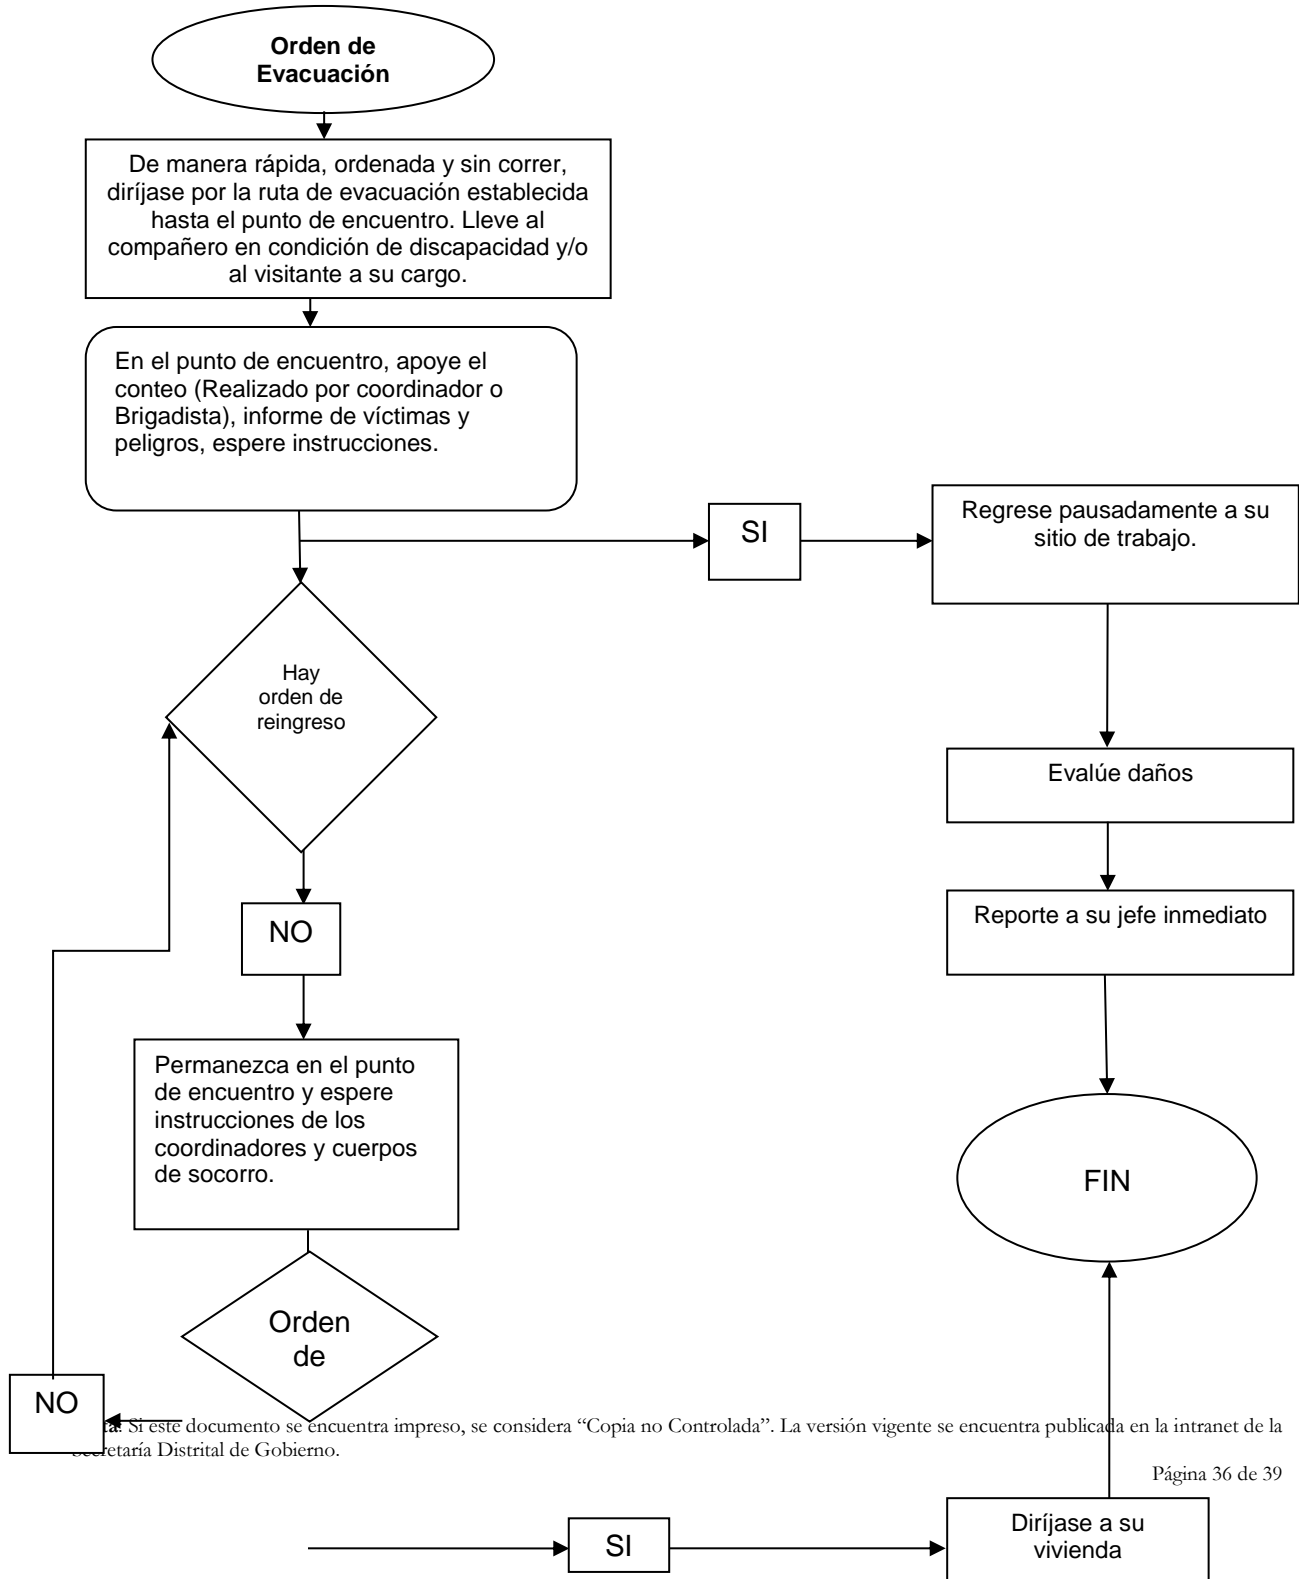 Orden de
Evacuación
De manera rápida, ordenada y sin correr,
diríjase por la ruta de evacuación establecida
hasta el punto de encuentro. Lleve al
compañero en condición de discapacidad y/o
al visitante a su cargo.
En el punto de encuentro, apoye el
conteo (Realizado por coordinador o
Brigadista), informe de víctimas y
peligros, espere instrucciones.
SI
Regrese pausadamente a su
sitio de trabajo.
Hay
orden de
reingreso
Evalúe daños
Reporte a su jefe inmediato
NO
Permanezca en el punto
de encuentro y espere
instrucciones de los
coordinadores y cuerpos
de socorro.
FIN
Orden
de
NO
Si este documento se encuentra impreso, se considera “Copia no Controlada”. La versión vigente se encuentra publicada en la intranet de la
Secretaría Distrital de Gobierno.
Página 36 de 39
SI
Diríjase a su
vivienda